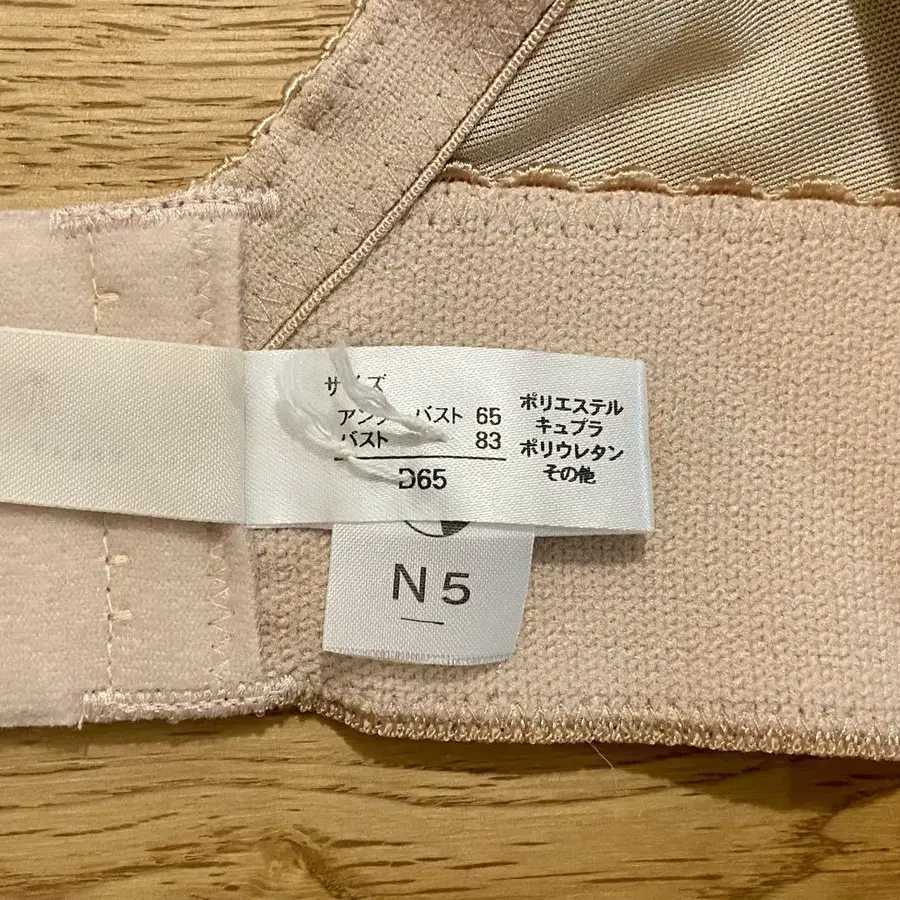 サイズ
アンダーバスト 65
バスト 83
D65
ポリエステル
キュプラ
ポリウレタン
その他
N5